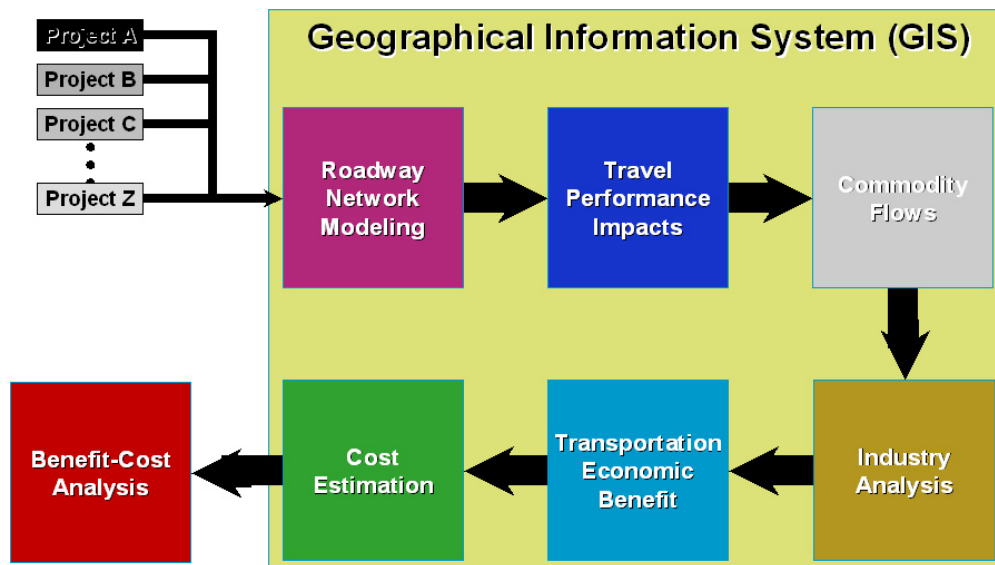 Project A
Project B
Project C
Project Z
Geographical Information System (GIS)
Roadway
Network
Modeling
Travel
Performance
Impacts
Commodity
Flows
Benefit-Cost
Analysis
Cost
Estimation
Transportation
Economic
Benefit
Industry
Analysis